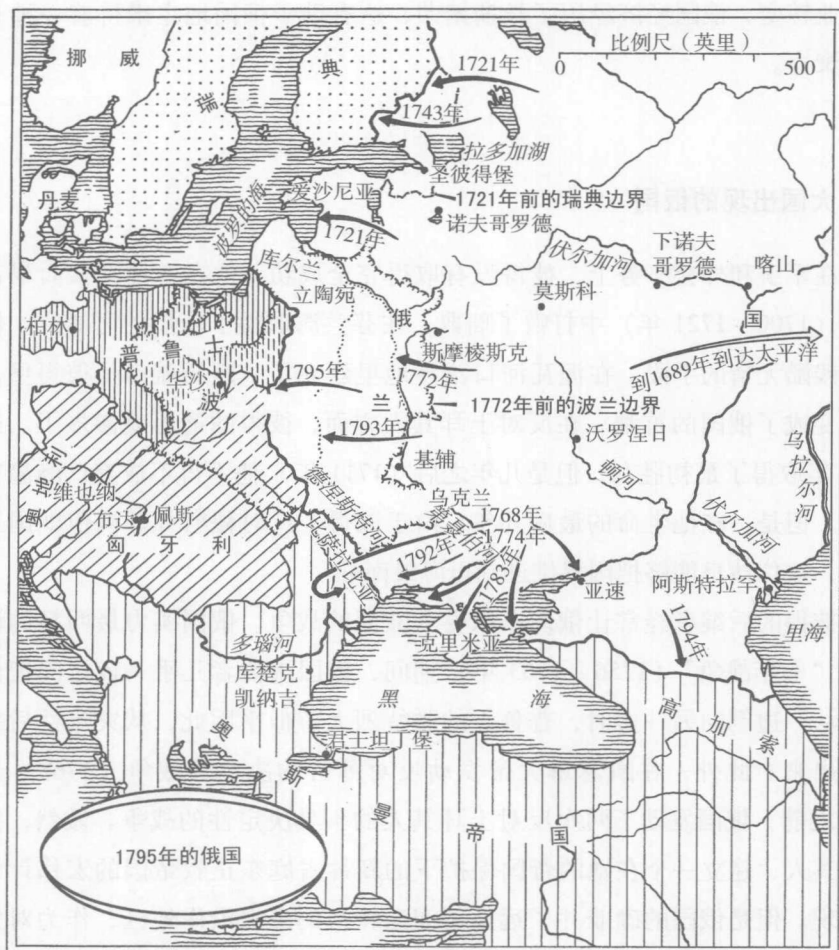 挪威
瑞典
比例尺（英里）
0 500
1721年
1743年
拉多加湖
圣彼得堡
爱沙尼亚
1721年前的瑞典边界
诺夫哥罗德
丹麦
波罗的海
1721年
库尔兰
立陶宛
俄
国
伏尔加河
下诺夫
哥罗德
喀山
莫斯科
柏林
普鲁士
华沙
波
兰
1795年
斯摩棱斯克
1772年
1772年前的波兰边界
到1689年到达太平洋
1793年
沃罗涅日
乌拉尔河
基辅
顿河
奥地利
维也纳
布达
佩斯
匈牙利
德涅斯特河
乌克兰
1768年
1774年
比萨拉比亚
1792年
1783年
伏尔加河
亚速
阿斯特拉罕
克里米亚
里海
多瑙河
库楚克
凯纳吉
黑海
高加索
君士坦堡
奥斯曼帝国
1795年的俄国